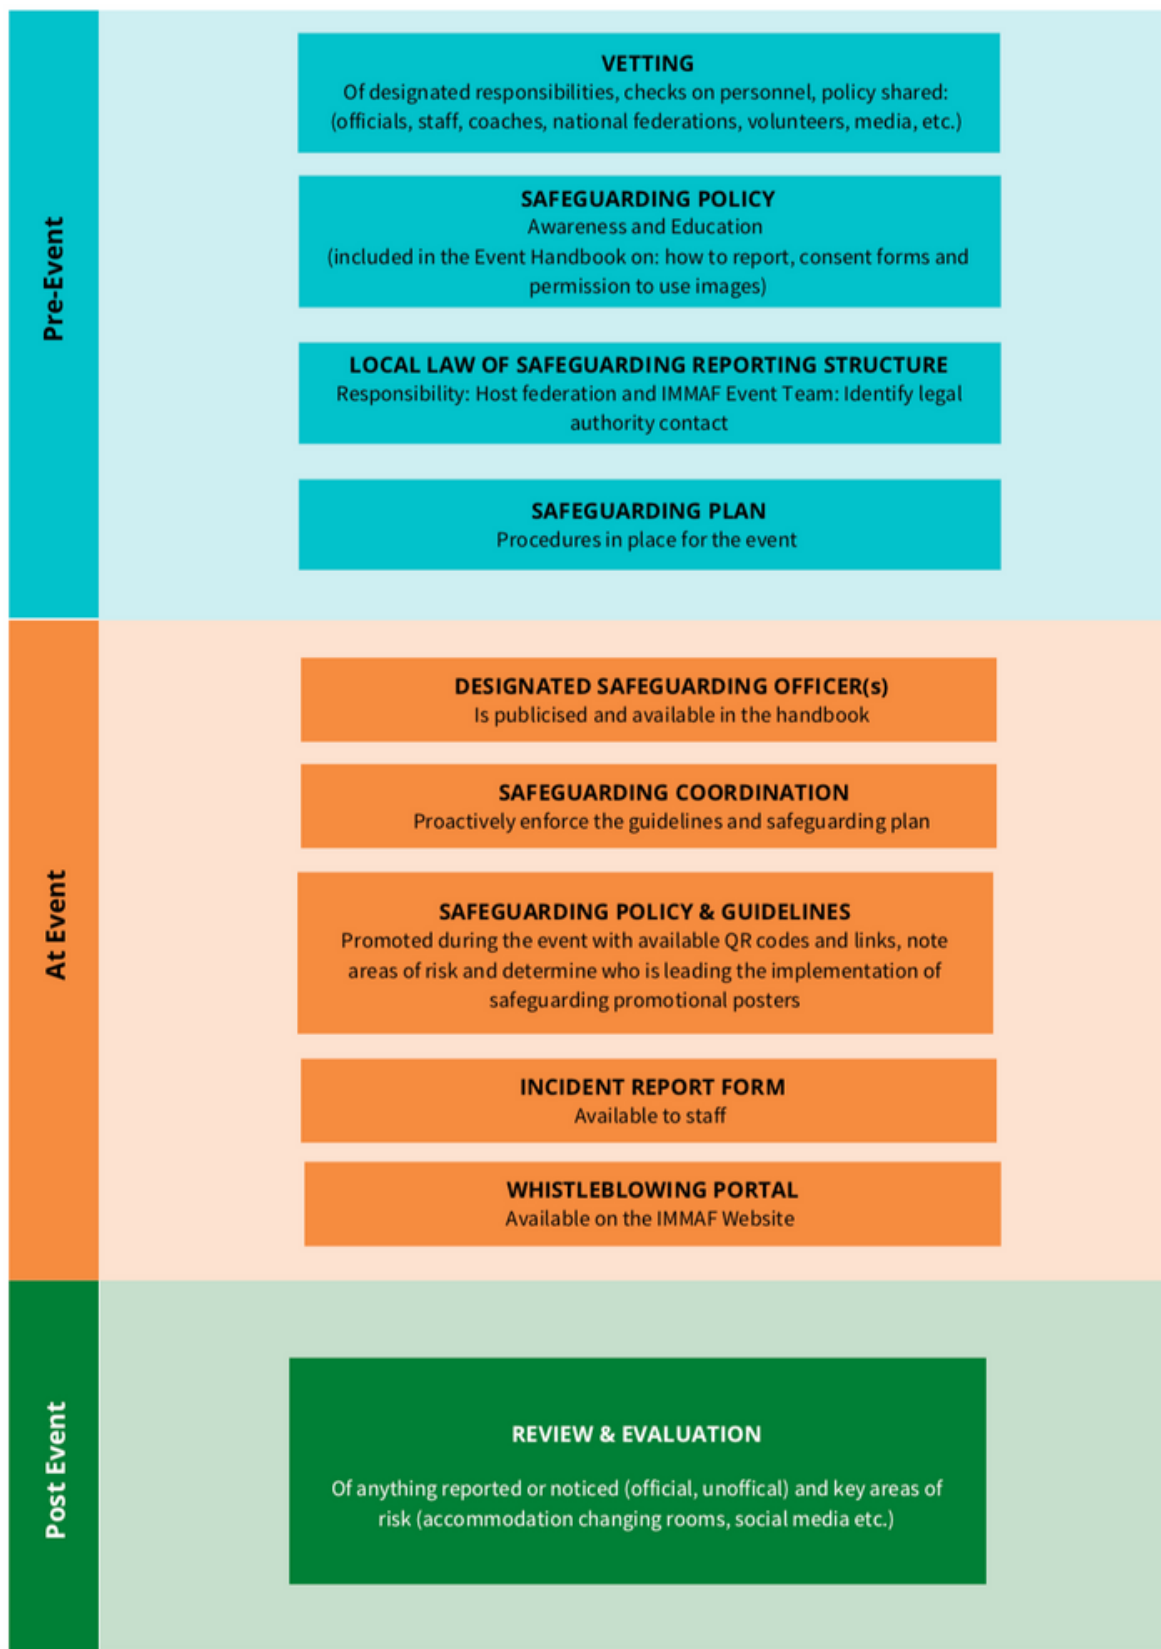 Pre-Event
VETTING
Of designated responsibilities, checks on personnel, policy shared:
(officials, staff, coaches, national federations, volunteers, media, etc.)
SAFEGUARDING POLICY
Awareness and Education
(included in the Event Handbook on: how to report, consent forms and
permission to use images)
LOCAL LAW OF SAFEGUARDING REPORTING STRUCTURE
Responsibility: Host federation and IMMAF Event Team: Identify legal
authority contact
SAFEGUARDING PLAN
Procedures in place for the event
At Event
DESIGNATED SAFEGUARDING OFFICER(s)
Is publicised and available in the handbook
SAFEGUARDING COORDINATION
Proactively enforce the guidelines and safeguarding plan
SAFEGUARDING POLICY & GUIDELINES
Promoted during the event with available QR codes and links, note
areas of risk and determine who is leading the implementation of
safeguarding promotional posters
INCIDENT REPORT FORM
Available to staff
WHISTLEBLOWING PORTAL
Available on the IMMAF Website
Post Event
REVIEW & EVALUATION
Of anything reported or noticed (official, unoffical) and key areas of
risk (accommodation changing rooms, social media etc.)